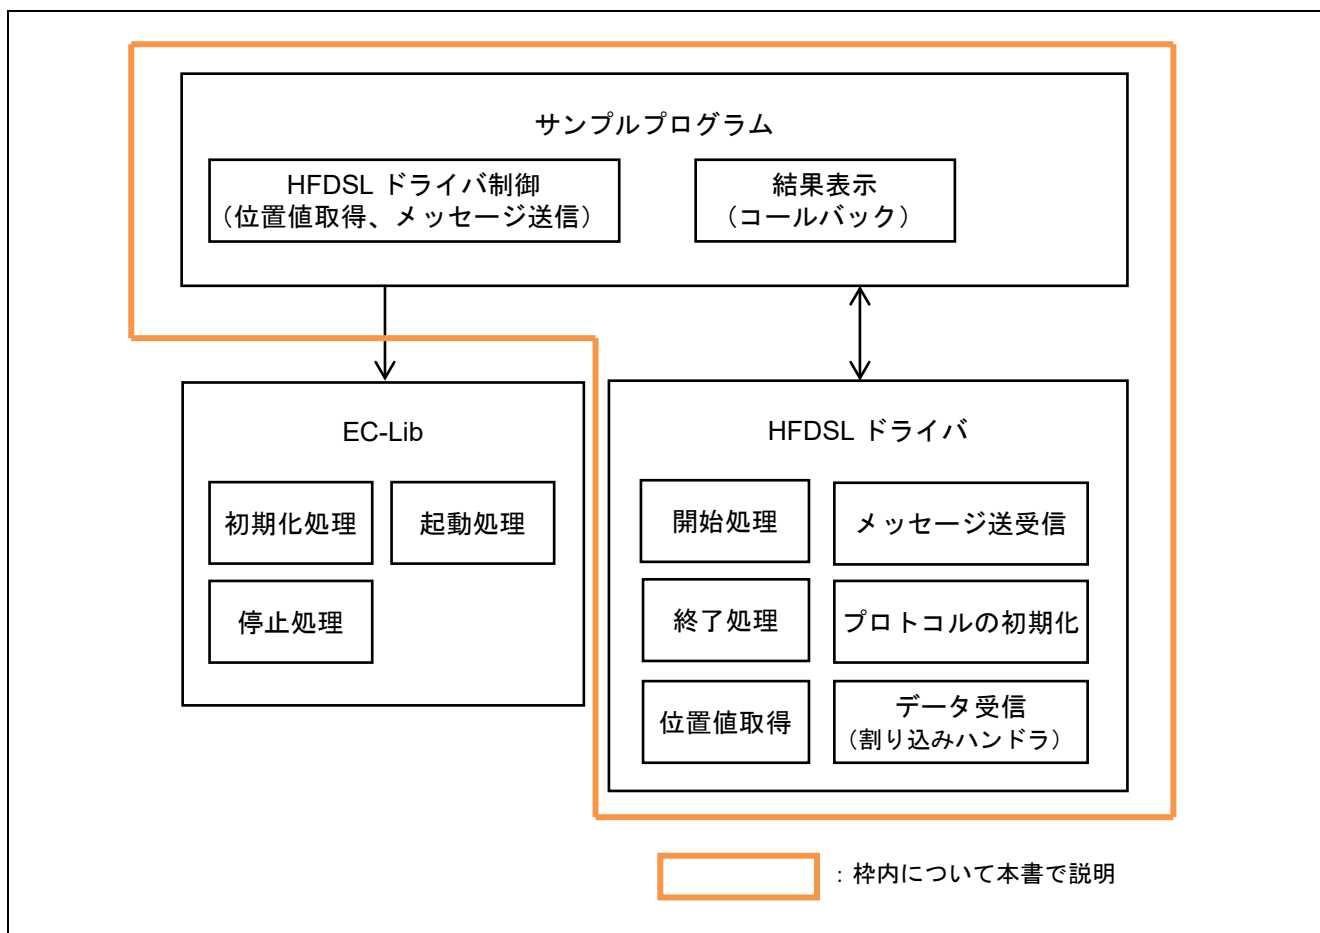 サンプルプログラム
HFDSL ドライバ制御
（位置値取得、メッセージ送信）
結果表示
（コールバック）
EC-Lib
初期化処理
起動処理
停止処理
HFDSL ドライバ
開始処理
メッセージ送受信
終了処理
プロトコルの初期化
位置値取得
データ受信
（割り込みハンドラ）
：枠内について本書で説明